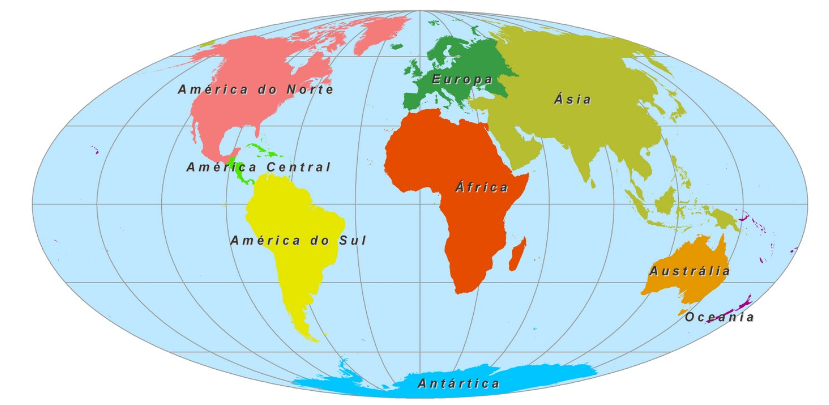 Europa
América do Norte
Ásia
América Central
África
América do Sul
Austrália
Oceania
Antártica